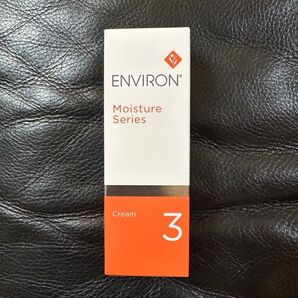 ENVIRON®
Moisture
Series
Cream
3